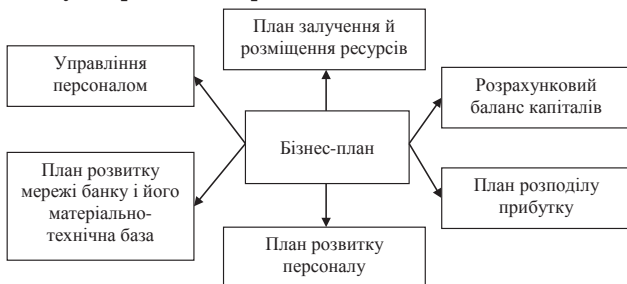 План залучення й
розміщення ресурсів
Управління
персоналом
Розрахунковий
баланс капіталів
Бізнес-план
План розвитку
мережі банку і його
матеріально-
технічна база
План розподілу
прибутку
План розвитку
персоналу